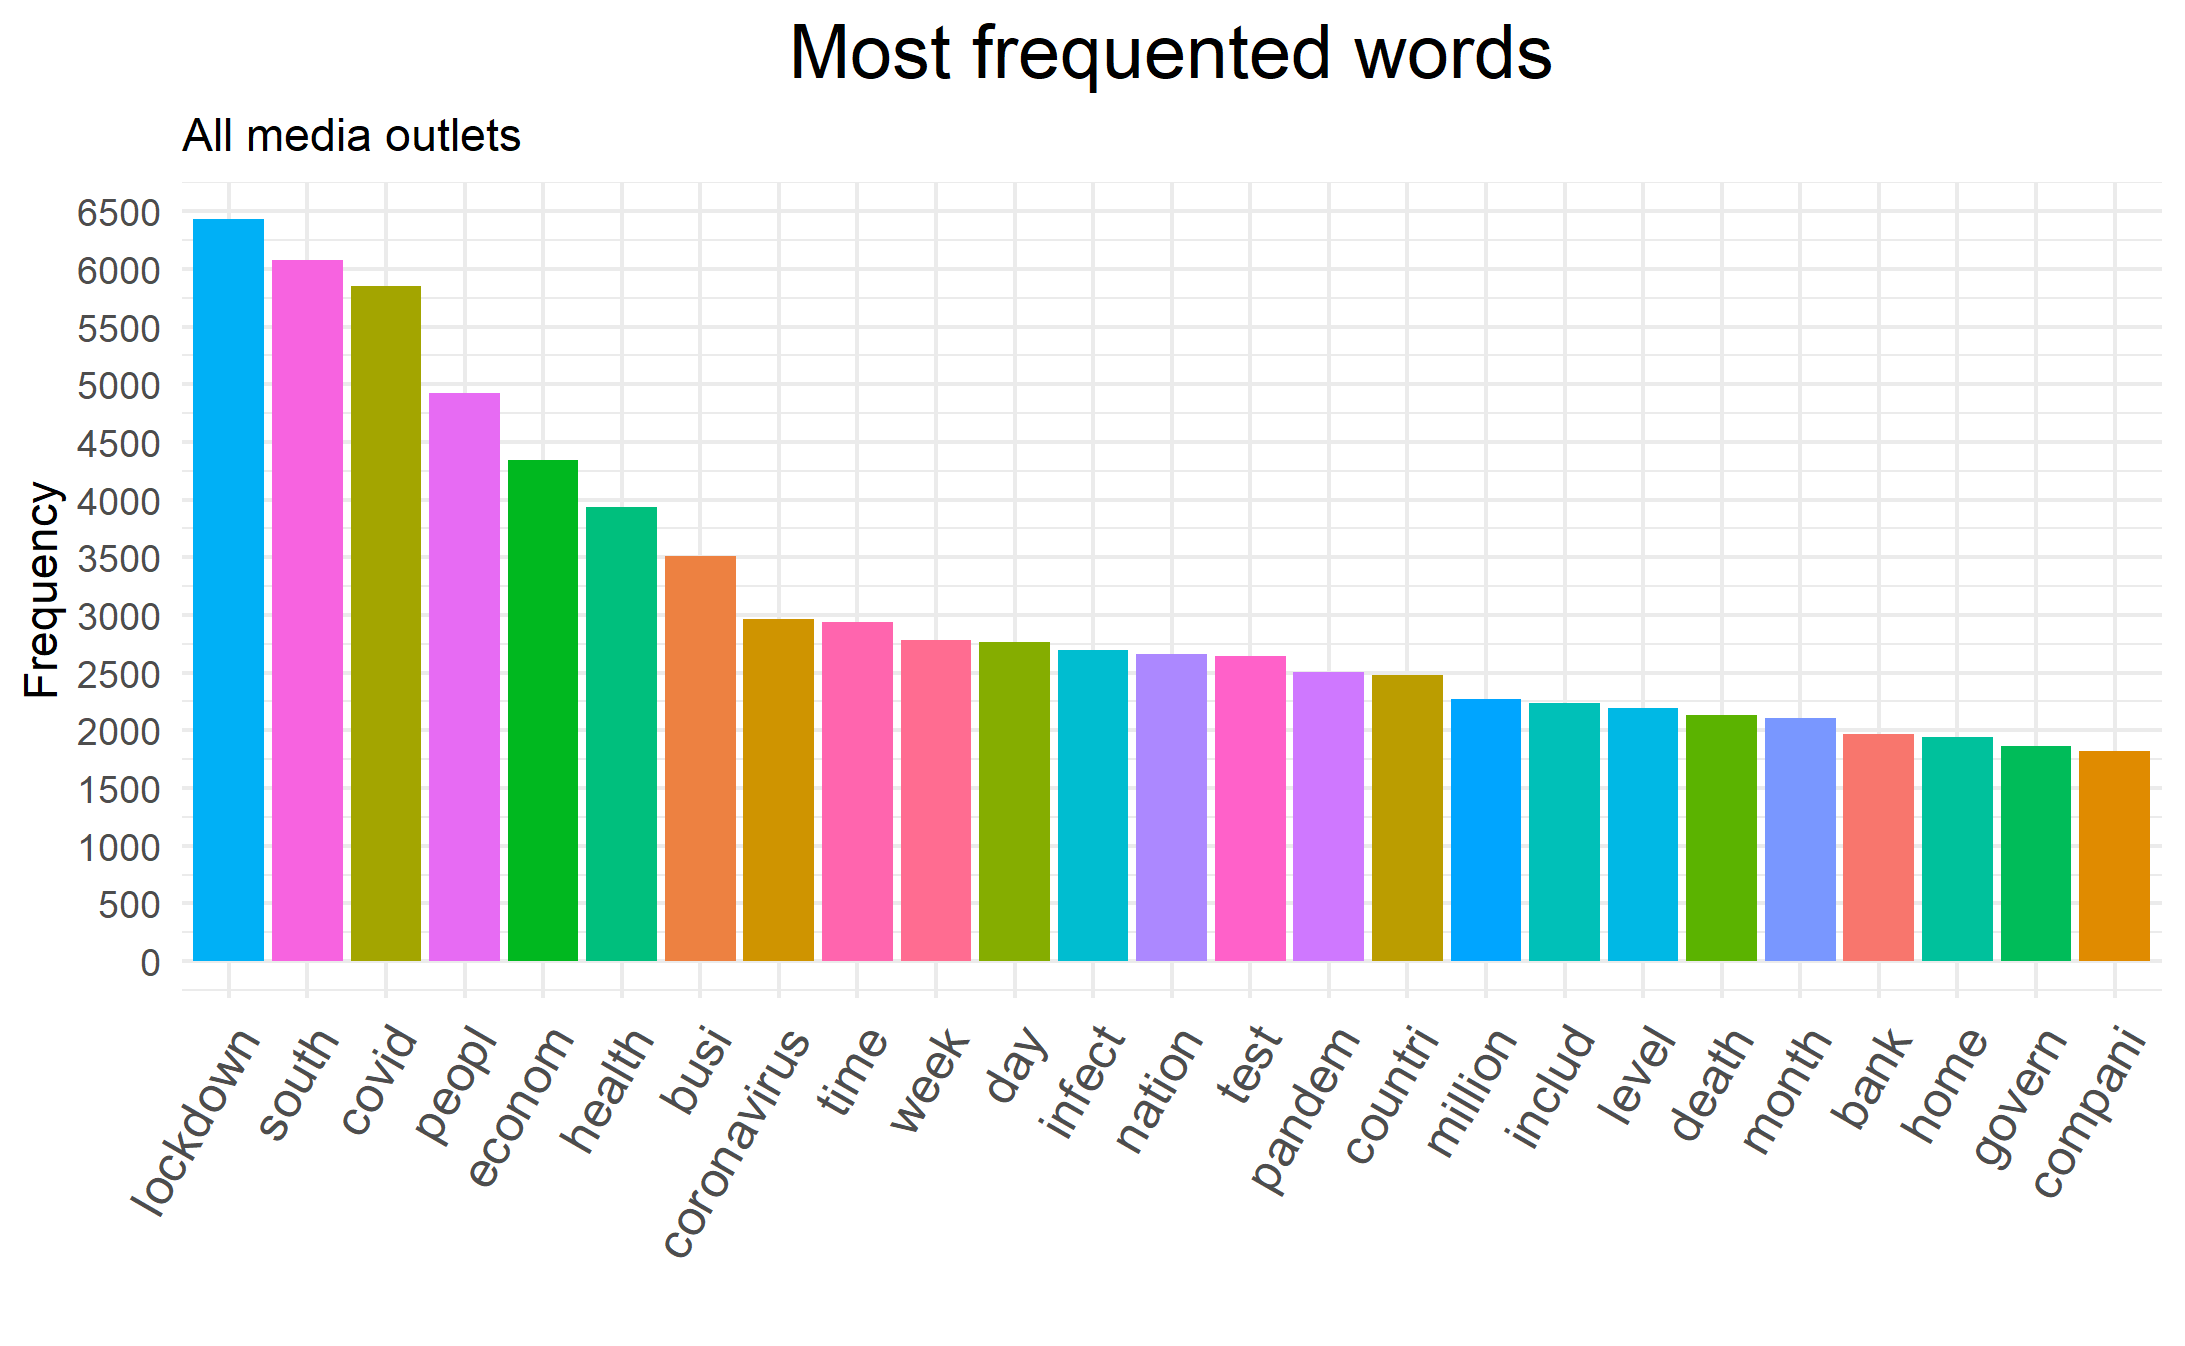 Most frequented words
All media outlets
Frequency
6500
6000
5500
5000
4500
4000
3500
3000
2500
2000
1500
1000
500
0
lockdown
south
covid
peopl
econom
health
busi
coronavirus
time
week
day
infect
nation
test
pandem
countri
million
includ
level
death
month
bank
home
govern
compani